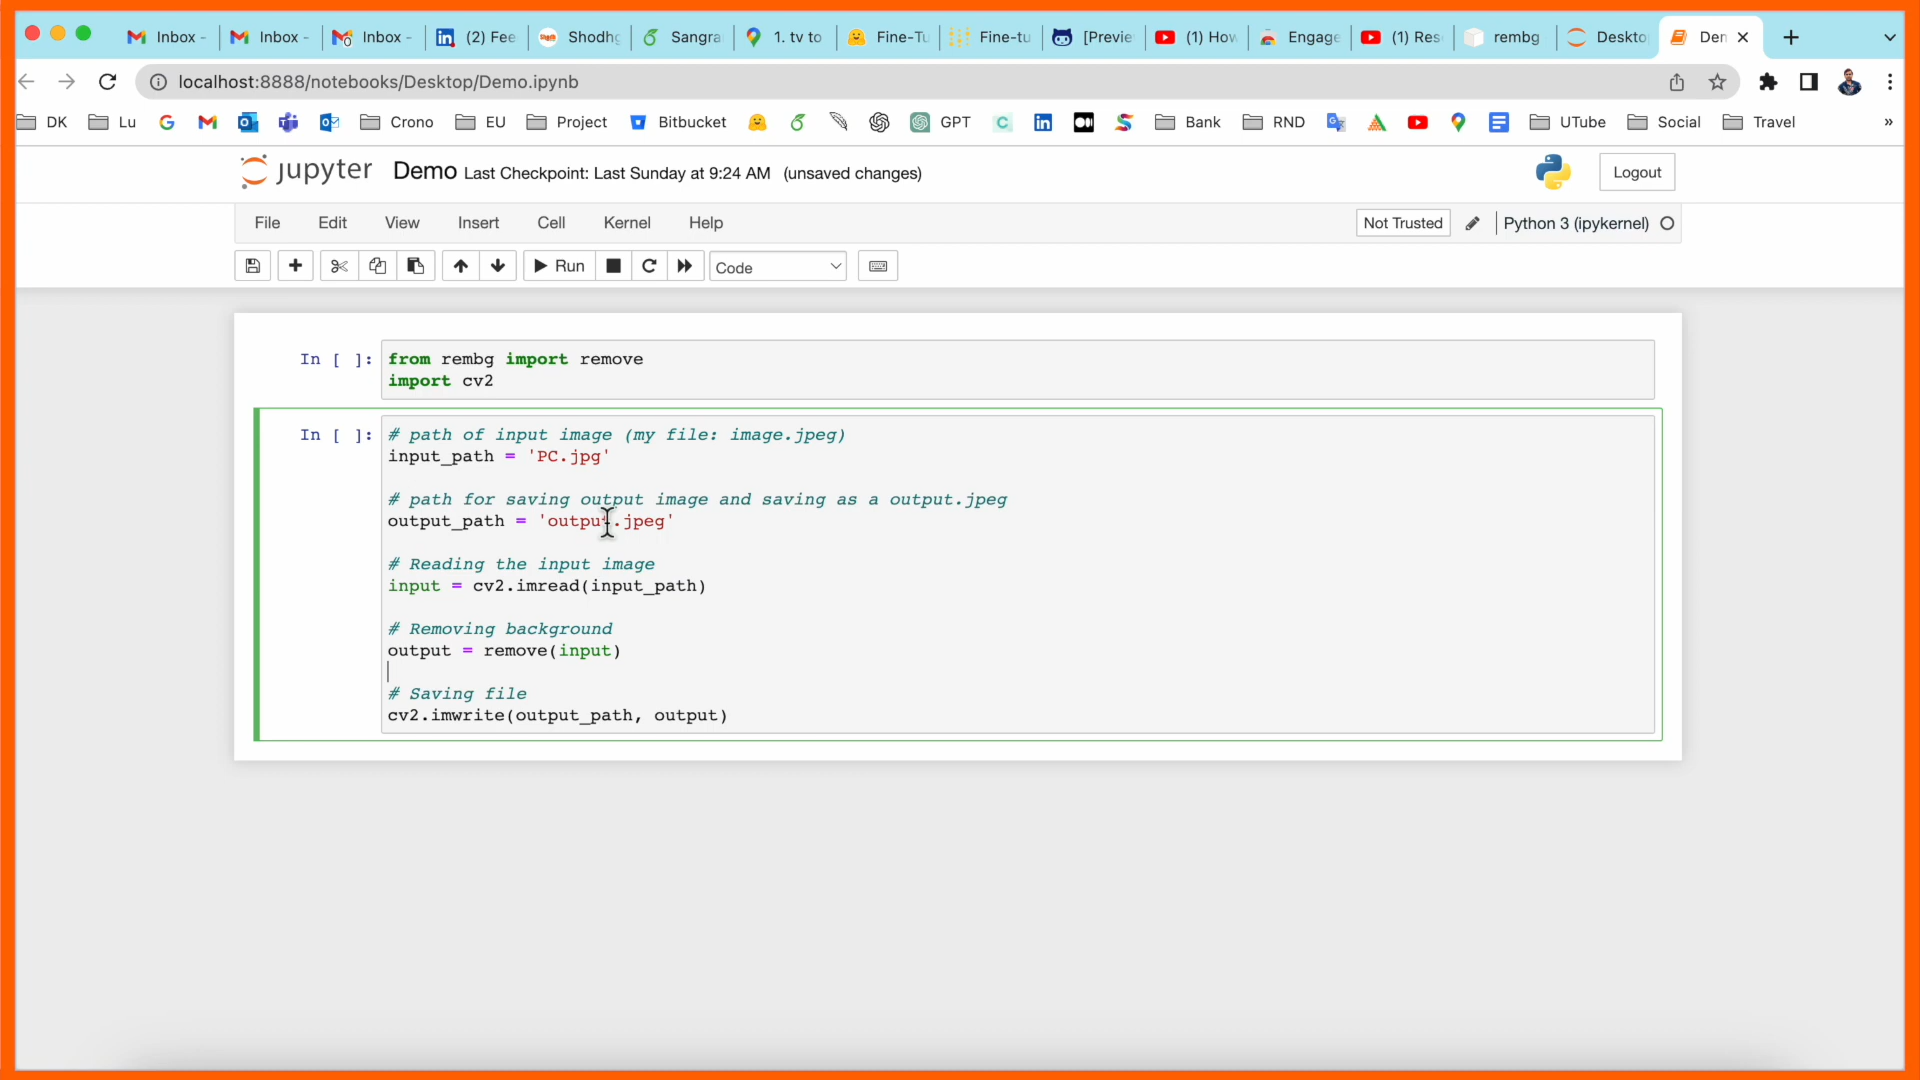 Inbox - Inbox - Inbox - (2) Fee Shodhg Sangra 1. tv to Fine-Tu Fine-tu [Previe (1) How Engage (1) Res rembg Deskto Den
localhost:8888/notebooks/Desktop/Demo.ipynb
DK Lu Crono EU Project Bitbucket GPT Bank RND UTube Social Travel »
jupyter Demo Last Checkpoint: Last Sunday at 9:24 AM (unsaved changes) Logout
File Edit View Insert Cell Kernel Help Not Trusted Python 3 (ipykernel)
Run Code
In [ ]: from rembg import remove
import cv2
In [ ]: # path of input image (my file: image.jpeg)
input_path = 'PC.jpg'
# path for saving output image and saving as a output.jpeg
output_path = 'output.jpeg'
# Reading the input image
input = cv2.imread(input_path)
# Removing background
output = remove(input)
# Saving file
cv2.imwrite(output_path, output)